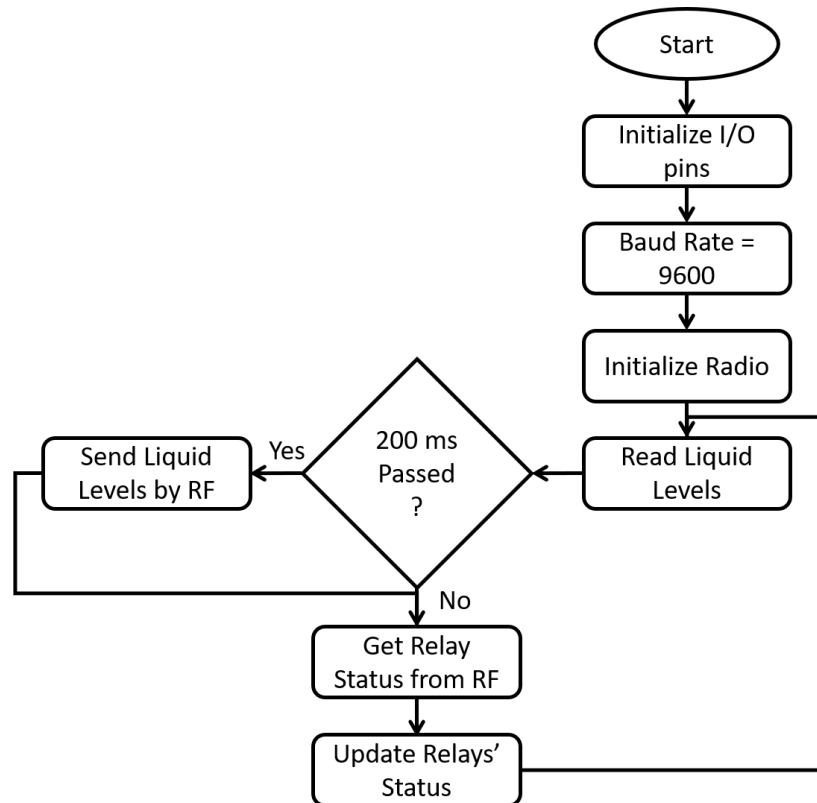 Start
Initialize I/O
pins
Baud Rate =
9600
Initialize Radio
Read Liquid
Levels
200 ms
Passed
?
Yes
Send Liquid
Levels by RF
No
Get Relay
Status from RF
Update Relays’
Status